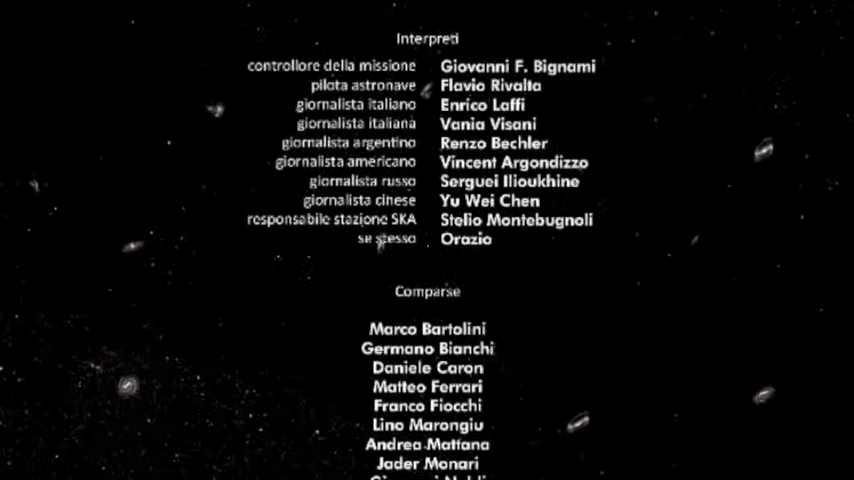 Interpreti
controllore della missione Giovanni F. Bignami
pilota astronave Flavio Rivalta
giornalista italiano Enrico Laffi
giornalista italiana Vania Visani
giornalista argentino Renzo Bechler
giornalista americano Vincent Argondizzo
giornalista russo Serguei Ilioukhine
giornalista cinese Yu Wei Chen
responsabile stazione SKA Stelio Montebugnoli
se stesso Orazio
Comparse
Marco Bartolini
Germano Bianchi
Daniele Caron
Matteo Ferrari
Franco Fiocchi
Lino Marongiu
Andrea Mattana
Jader Monari